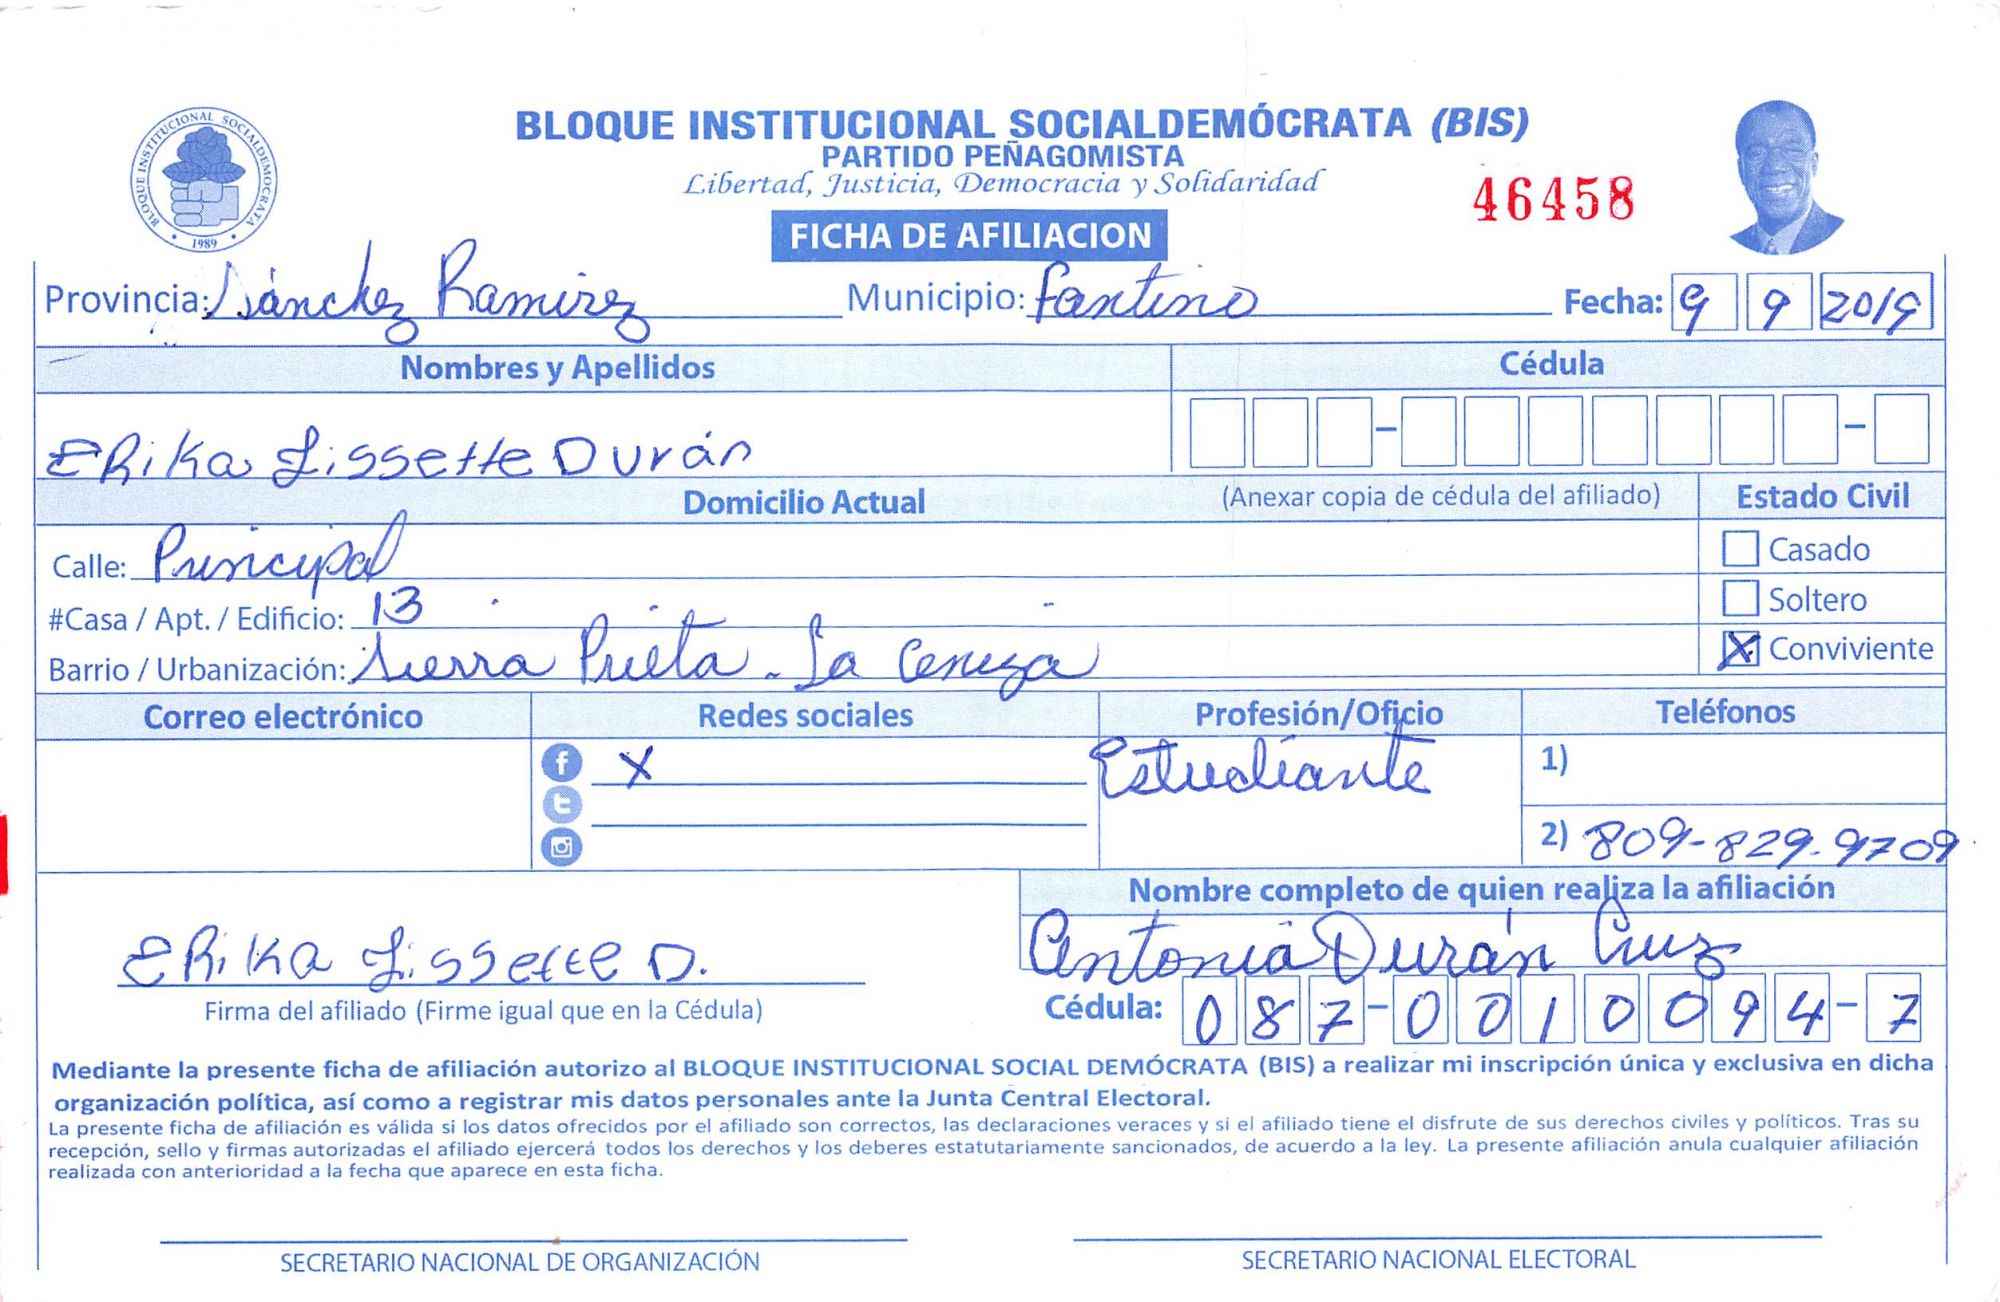 BLOQUE INSTITUCIONAL SOCIALDEMOCRATA
1989
BLOQUE INSTITUCIONAL SOCIALDEMÓCRATA (BIS)
PARTIDO PEÑAGOMISTA
Libertad, Justicia, Democracia y Solidaridad
46458
FICHA DE AFILIACION
Provincia: Sánchez Ramirez Municipio: Fantino Fecha: 9 9 2019
Nombres y Apellidos Cédula
Erika Lissette Durán
Domicilio Actual (Anexar copia de cédula del afiliado) Estado Civil
Calle: Principal Casado
#Casa / Apt. / Edificio: 13 Soltero
Barrio / Urbanización: Sierra Prieta - La Ceniza X Conviviente
Correo electrónico Redes sociales Profesión/Oficio Teléfonos
X Estudiante 1)
2) 809-829-9709
Nombre completo de quien realiza la afiliación
Erika Lissette D. Antonia Durán Cruz
Firma del afiliado (Firme igual que en la Cédula) Cédula: 087-0010094-7
Mediante la presente ficha de afiliación autorizo al BLOQUE INSTITUCIONAL SOCIAL DEMÓCRATA (BIS) a realizar mi inscripción única y exclusiva en dicha
organización política, así como a registrar mis datos personales ante la Junta Central Electoral.
La presente ficha de afiliación es válida si los datos ofrecidos por el afiliado son correctos, las declaraciones veraces y si el afiliado tiene el disfrute de sus derechos civiles y políticos. Tras su
recepción, sello y firmas autorizadas el afiliado ejercerá todos los derechos y los deberes estatutariamente sancionados, de acuerdo a la ley. La presente afiliación anula cualquier afiliación
realizada con anterioridad a la fecha que aparece en esta ficha.
SECRETARIO NACIONAL DE ORGANIZACIÓN SECRETARIO NACIONAL ELECTORAL